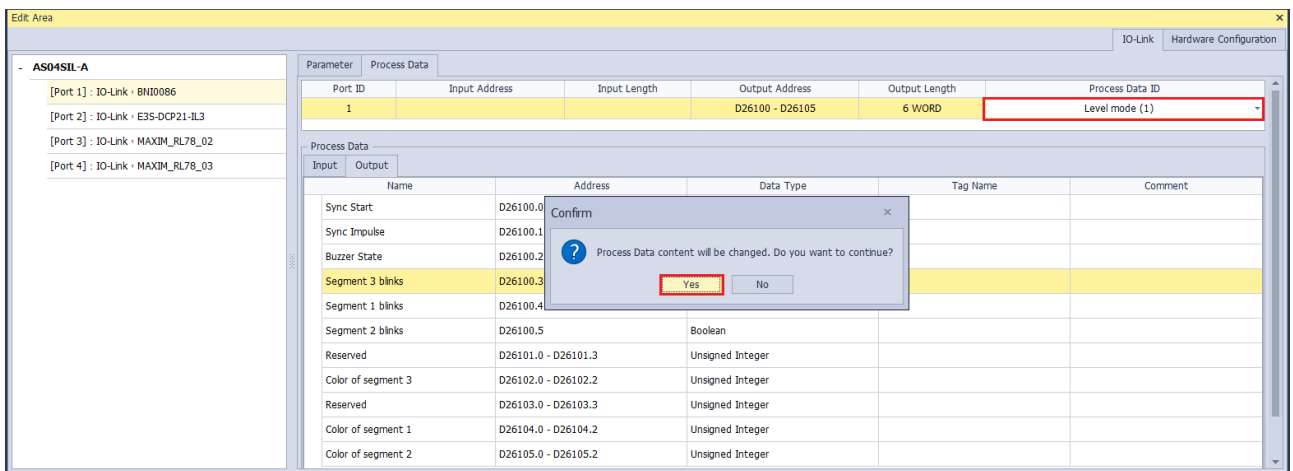 Edit Area ×
IO-Link Hardware Configuration
- AS04SIL-A
[Port 1] : IO-Link, BNI0086
[Port 2] : IO-Link, E3S-DCP21-IL3
[Port 3] : IO-Link, MAXIM_RL78_02
[Port 4] : IO-Link, MAXIM_RL78_03
Parameter Process Data
Port ID Input Address Input Length Output Address Output Length Process Data ID
1 D26100 - D26105 6 WORD Level mode (1)
Process Data
Input Output
Name Address Data Type Tag Name Comment
Sync Start D26100.0
Sync Impulse D26100.1
Buzzer State D26100.2
Segment 3 blinks D26100.3
Segment 1 blinks D26100.4
Segment 2 blinks D26100.5 Boolean
Reserved D26101.0 - D26101.3 Unsigned Integer
Color of segment 3 D26102.0 - D26102.2 Unsigned Integer
Reserved D26103.0 - D26103.3 Unsigned Integer
Color of segment 1 D26104.0 - D26104.2 Unsigned Integer
Color of segment 2 D26105.0 - D26105.2 Unsigned Integer
Confirm ×
? Process Data content will be changed. Do you want to continue?
Yes No